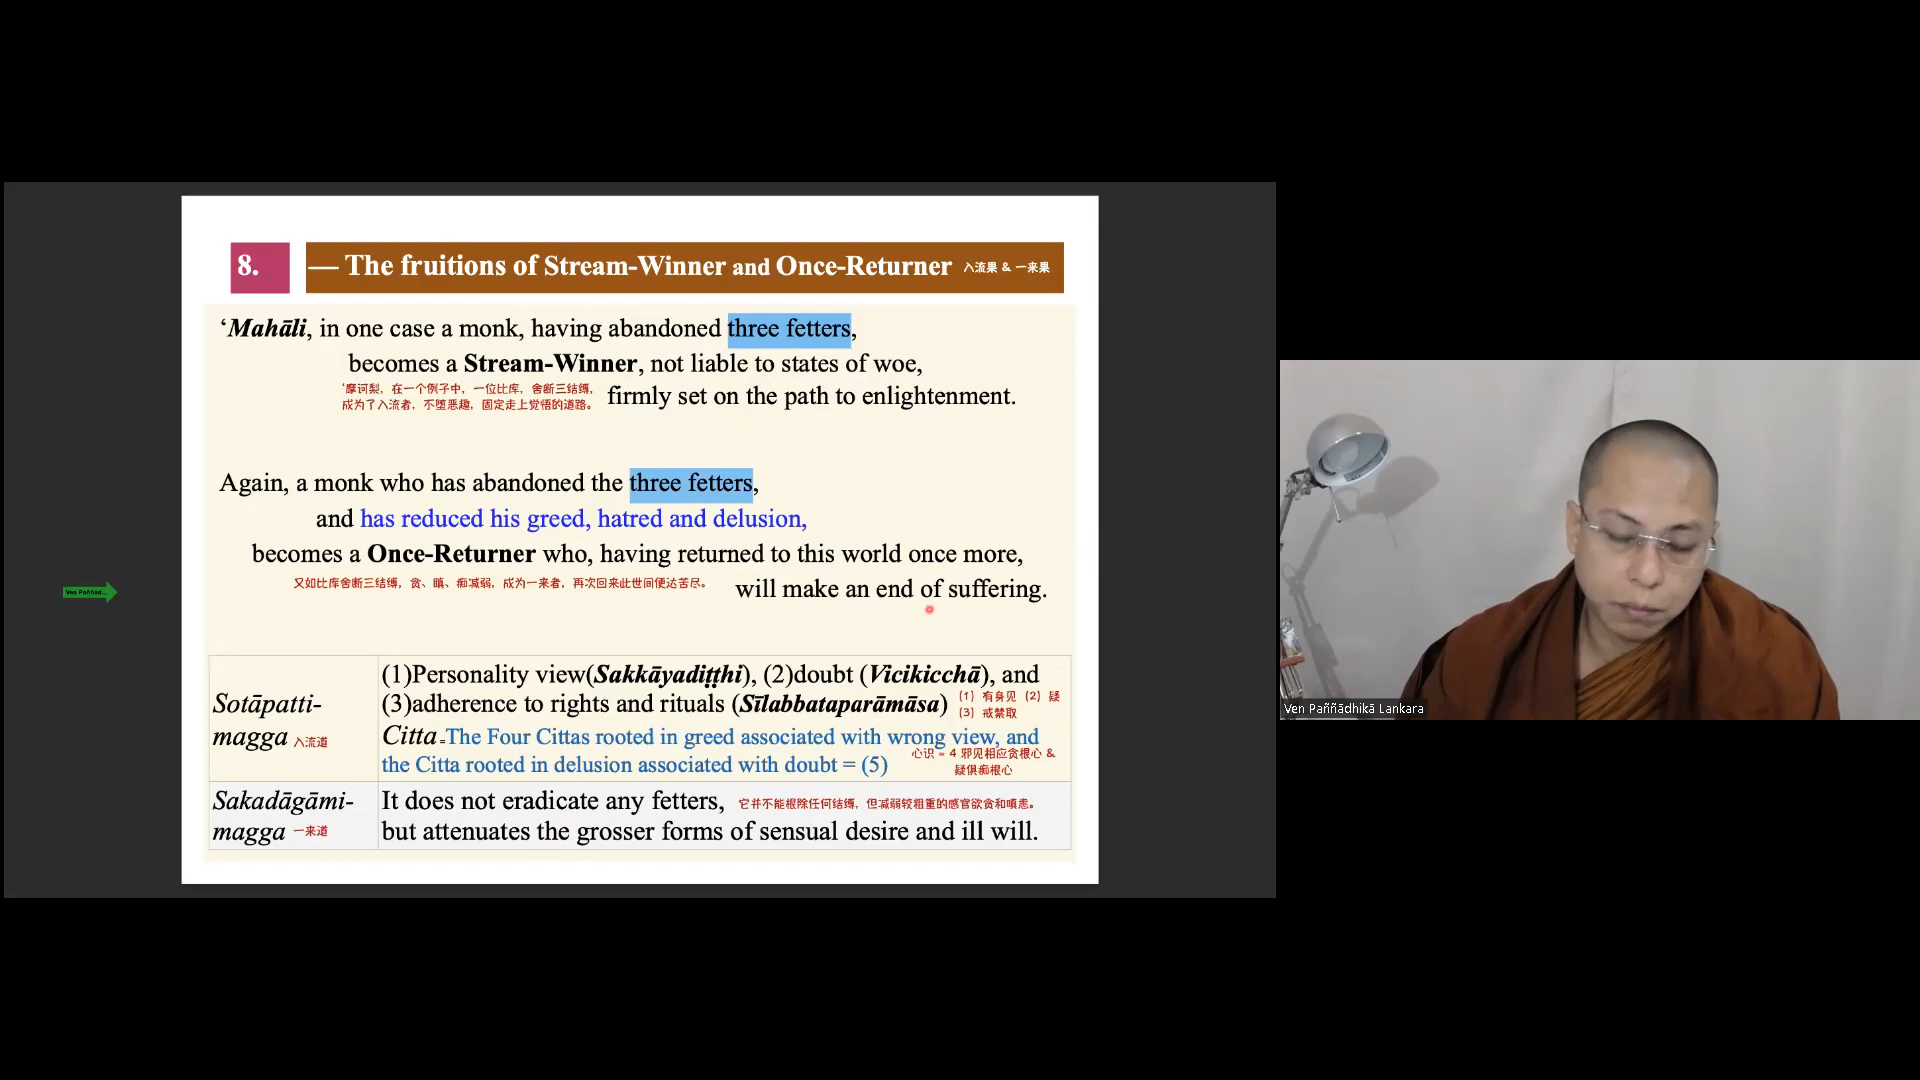 8.
— The fruitions of Stream-Winner and Once-Returner 入流果 & 一来果
‘Mahāli, in one case a monk, having abandoned three fetters,
becomes a Stream-Winner, not liable to states of woe,
‘摩诃梨，在一个例子中，一位比库，舍断三结缚，
成为了入流者，不堕恶趣，固定走上觉悟的道路。
firmly set on the path to enlightenment.
Again, a monk who has abandoned the three fetters,
and has reduced his greed, hatred and delusion,
becomes a Once-Returner who, having returned to this world once more,
又如比库舍断三结缚，贪、瞋、痴减弱，成为一来者，再次回来此世间便达苦尽。
will make an end of suffering.
Ven Paññād...
Sotāpatti-
magga 入流道
(1)Personality view(Sakkāyadiṭṭhi), (2)doubt (Vicikicchā), and
(3)adherence to rights and rituals (Sīlabbataparāmāsa)
(1) 有身见 (2) 疑
(3) 戒禁取
Citta=The Four Cittas rooted in greed associated with wrong view, and
the Citta rooted in delusion associated with doubt = (5)
心识 = 4 邪见相应贪根心 &
疑俱痴根心
Sakadāgāmi-
magga 一来道
It does not eradicate any fetters, 它并不能根除任何结缚，但减弱较粗重的感官欲贪和嗔恚。
but attenuates the grosser forms of sensual desire and ill will.
Ven Paññādhikā Lankara